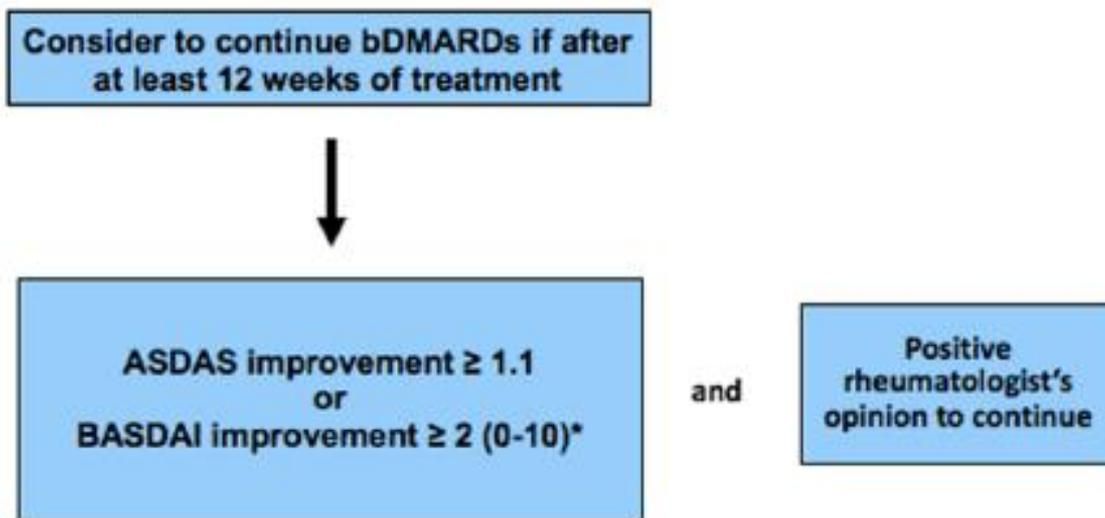 Consider to continue bDMARDs if after
at least 12 weeks of treatment
ASDAS improvement ≥ 1.1
or
BASDAI improvement ≥ 2 (0-10)*
and
Positive
rheumatologist's
opinion to continue